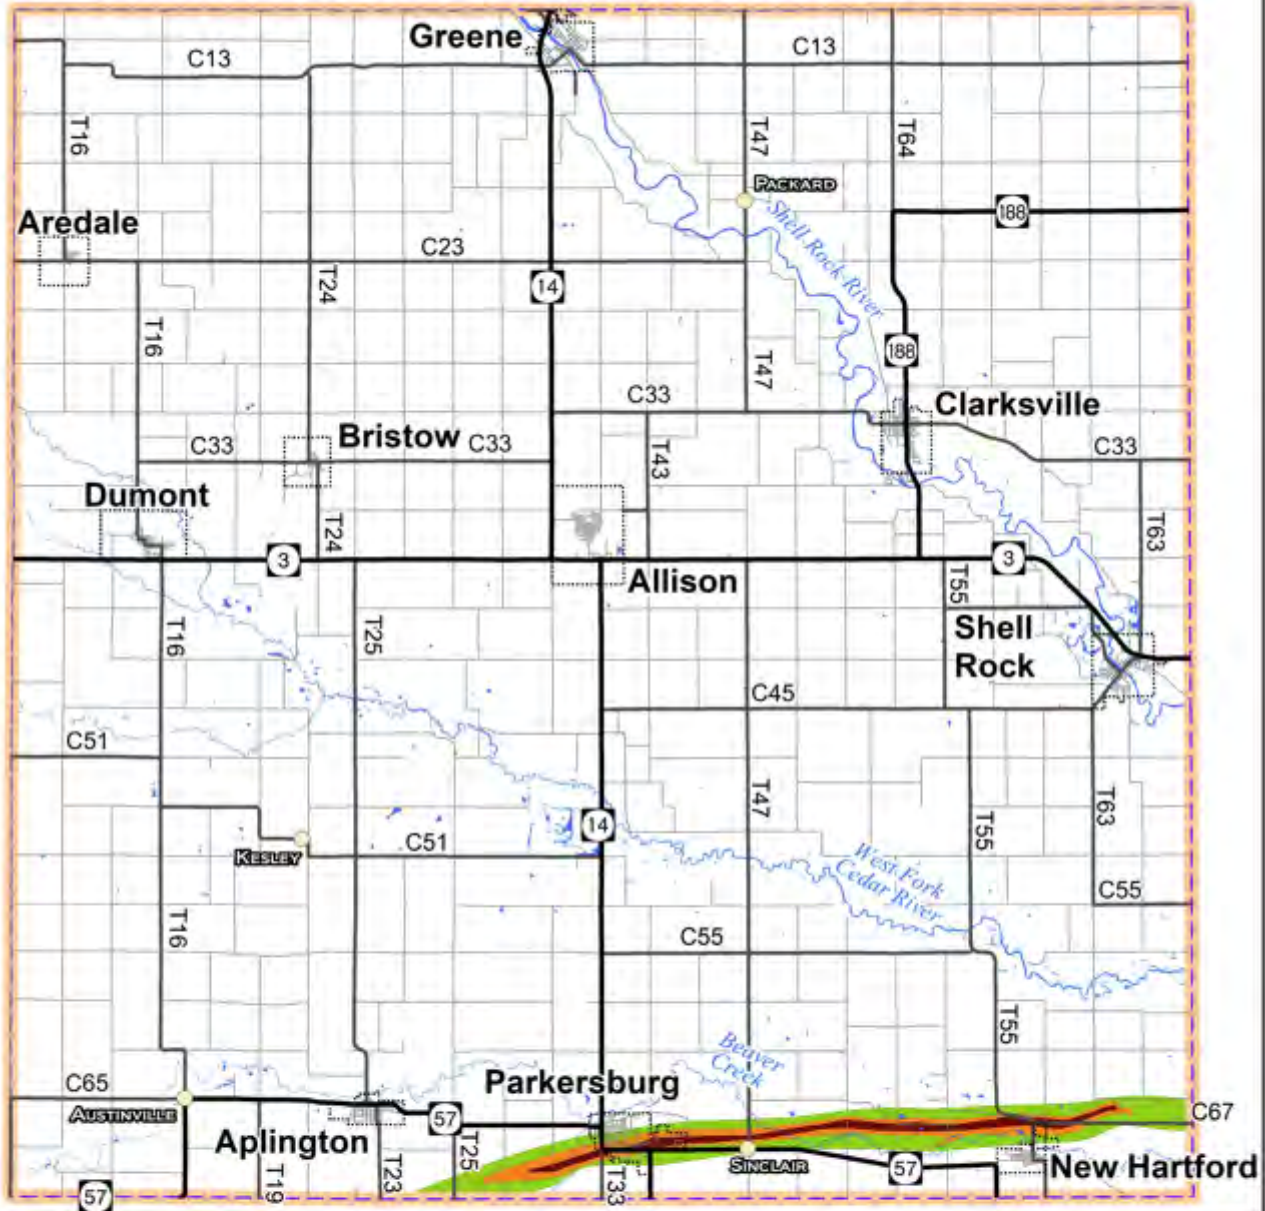 Greene
C13
C13
T16
T47
T64
PACKARD
188
Aredale
C23
Shell Rock River
T24
14
T16
188
T47
C33
Clarksville
Bristow
C33
C33
T43
C33
Dumont
T24
T63
3
3
Allison
T55
T16
T25
Shell
Rock
C45
C51
T47
T63
14
T55
C51
KESLEY
West Fork
Cedar River
C55
T16
C55
T55
Beaver
Creek
C65
Parkersburg
AUSTINVILLE
57
C67
Aplington
T25
SINCLAIR
57
New Hartford
57
T19
T23
T33